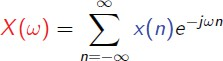 X(ω) = ∑_{n=-∞}^{∞} x(n)e^{-jωn}